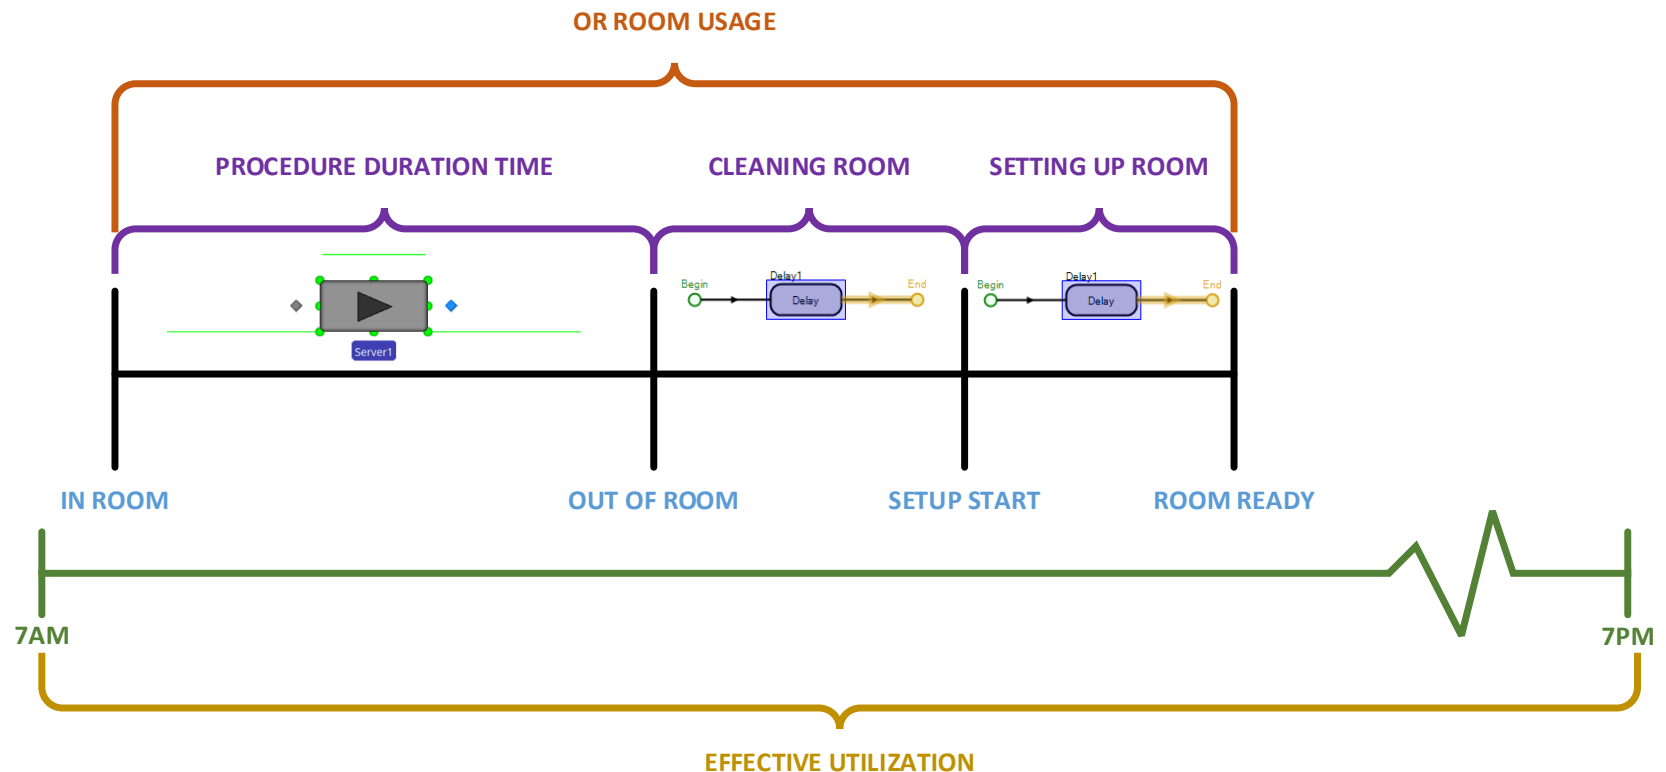 OR ROOM USAGE
PROCEDURE DURATION TIME
CLEANING ROOM
SETTING UP ROOM
Server1
Begin
Delay1
Delay
End
Begin
Delay1
Delay
End
IN ROOM
OUT OF ROOM
SETUP START
ROOM READY
7AM
7PM
EFFECTIVE UTILIZATION